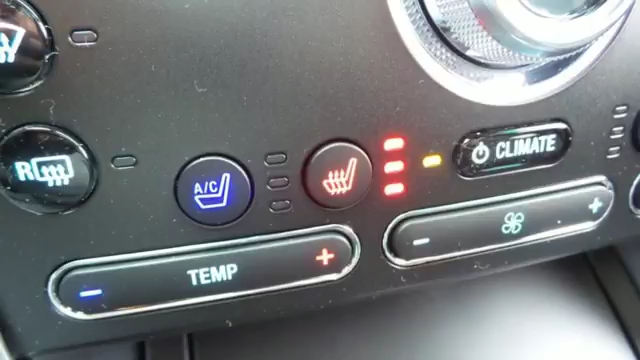 R
A/C
CLIMATE
- TEMP +
- +